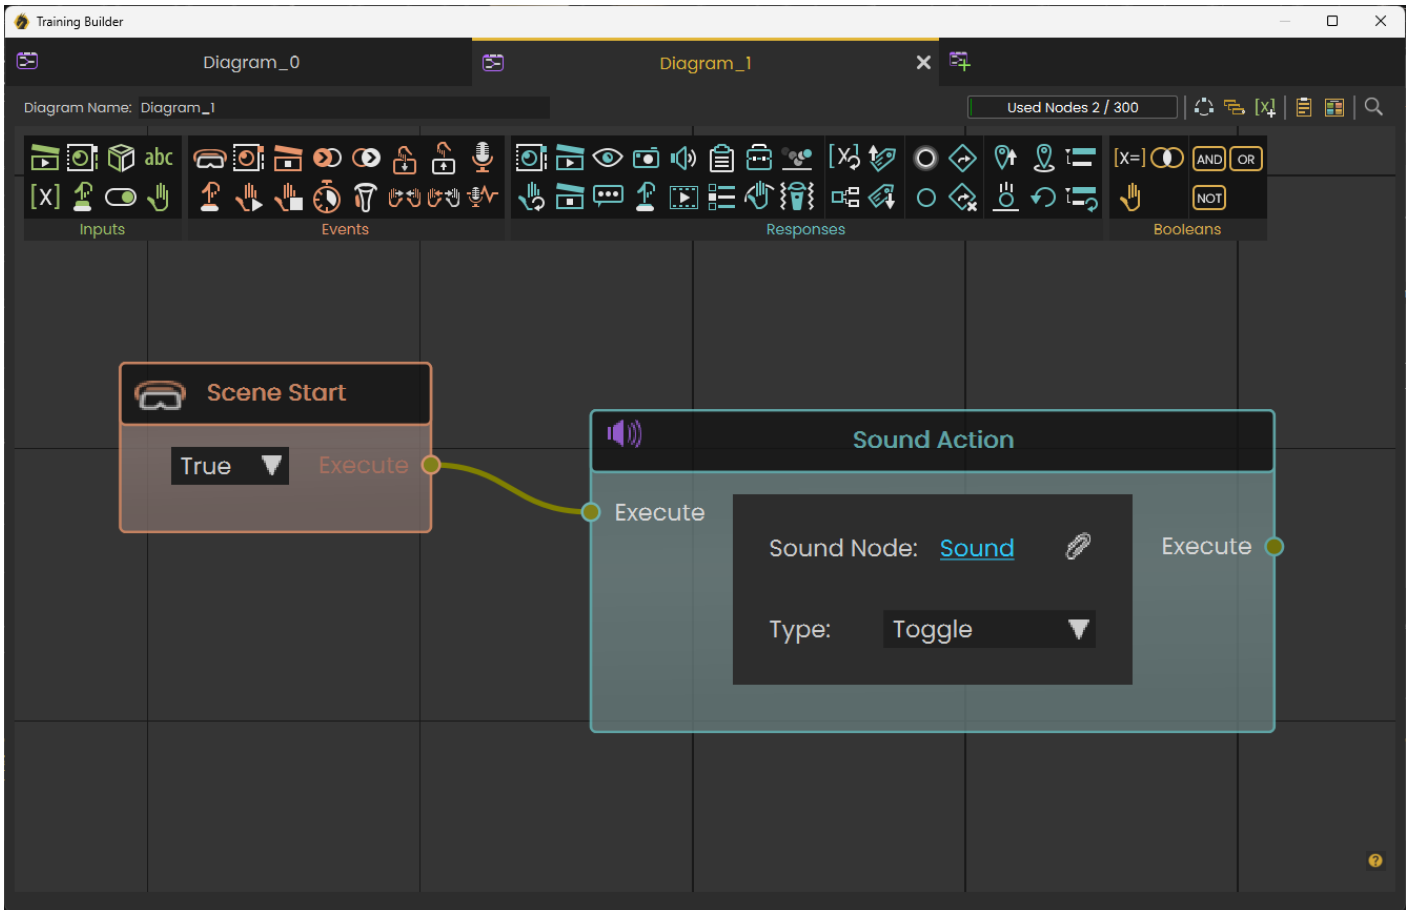 Training Builder
Diagram_0
Diagram_1
Diagram Name: Diagram_1
Used Nodes 2 / 300
[X]
abc
[X=]
AND
OR
[X]
NOT
Inputs
Events
Responses
Booleans
Scene Start
True
Execute
Sound Action
Execute
Sound Node: Sound
Execute
Type: Toggle
?